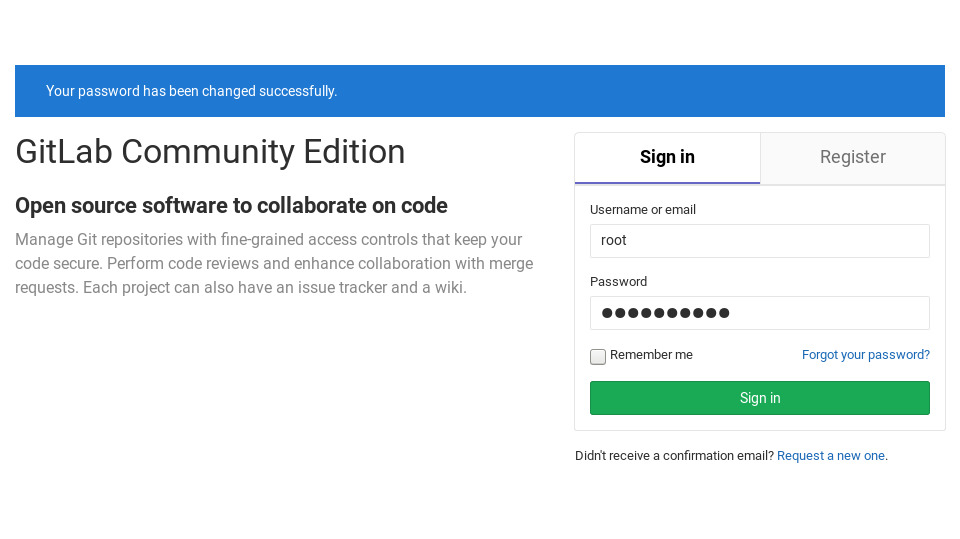 Your password has been changed successfully.
GitLab Community Edition
Open source software to collaborate on code
Manage Git repositories with fine-grained access controls that keep your
code secure. Perform code reviews and enhance collaboration with merge
requests. Each project can also have an issue tracker and a wiki.
Sign in
Register
Username or email
root
Password
●●●●●●●●●●
Remember me
Forgot your password?
Sign in
Didn't receive a confirmation email? Request a new one.